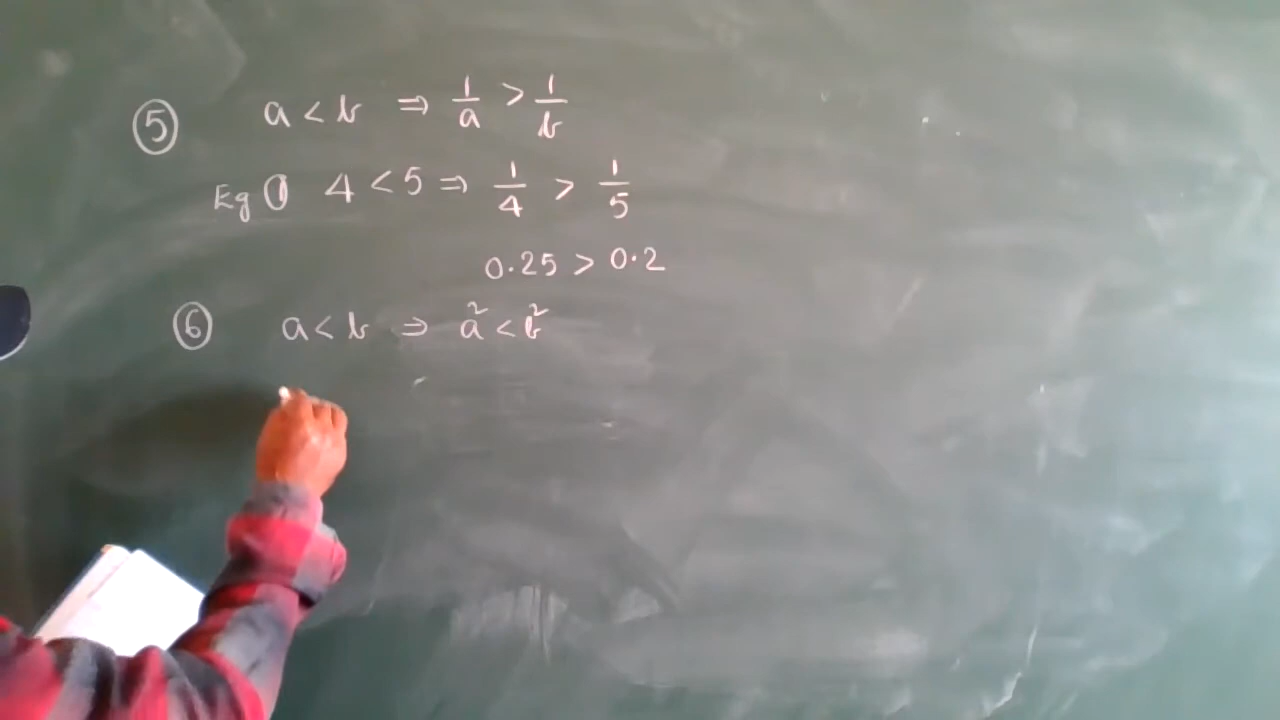 ⑤ a < b ⇒ 1/a > 1/b
Eg ① 4 < 5 ⇒ 1/4 > 1/5
0.25 > 0.2
⑥ a < b ⇒ a² < b²